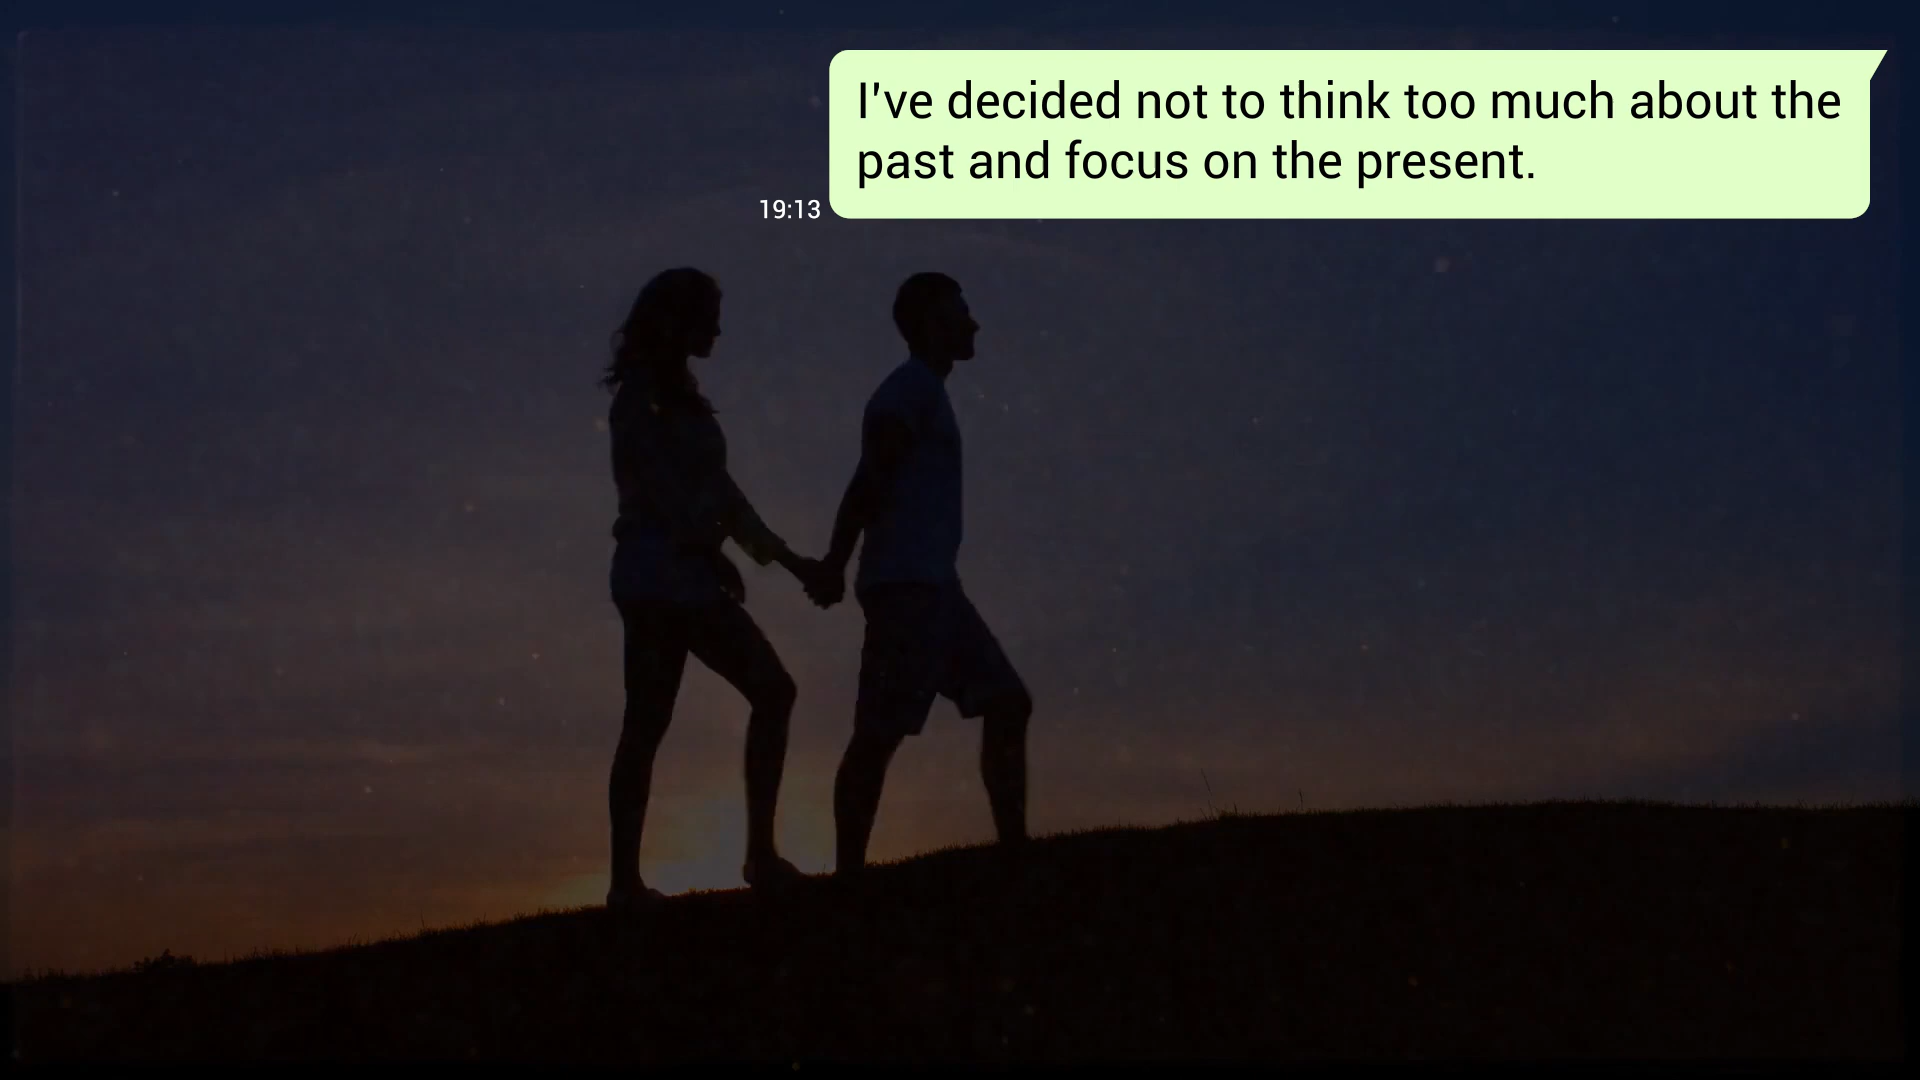 I've decided not to think too much about the
past and focus on the present.
19:13